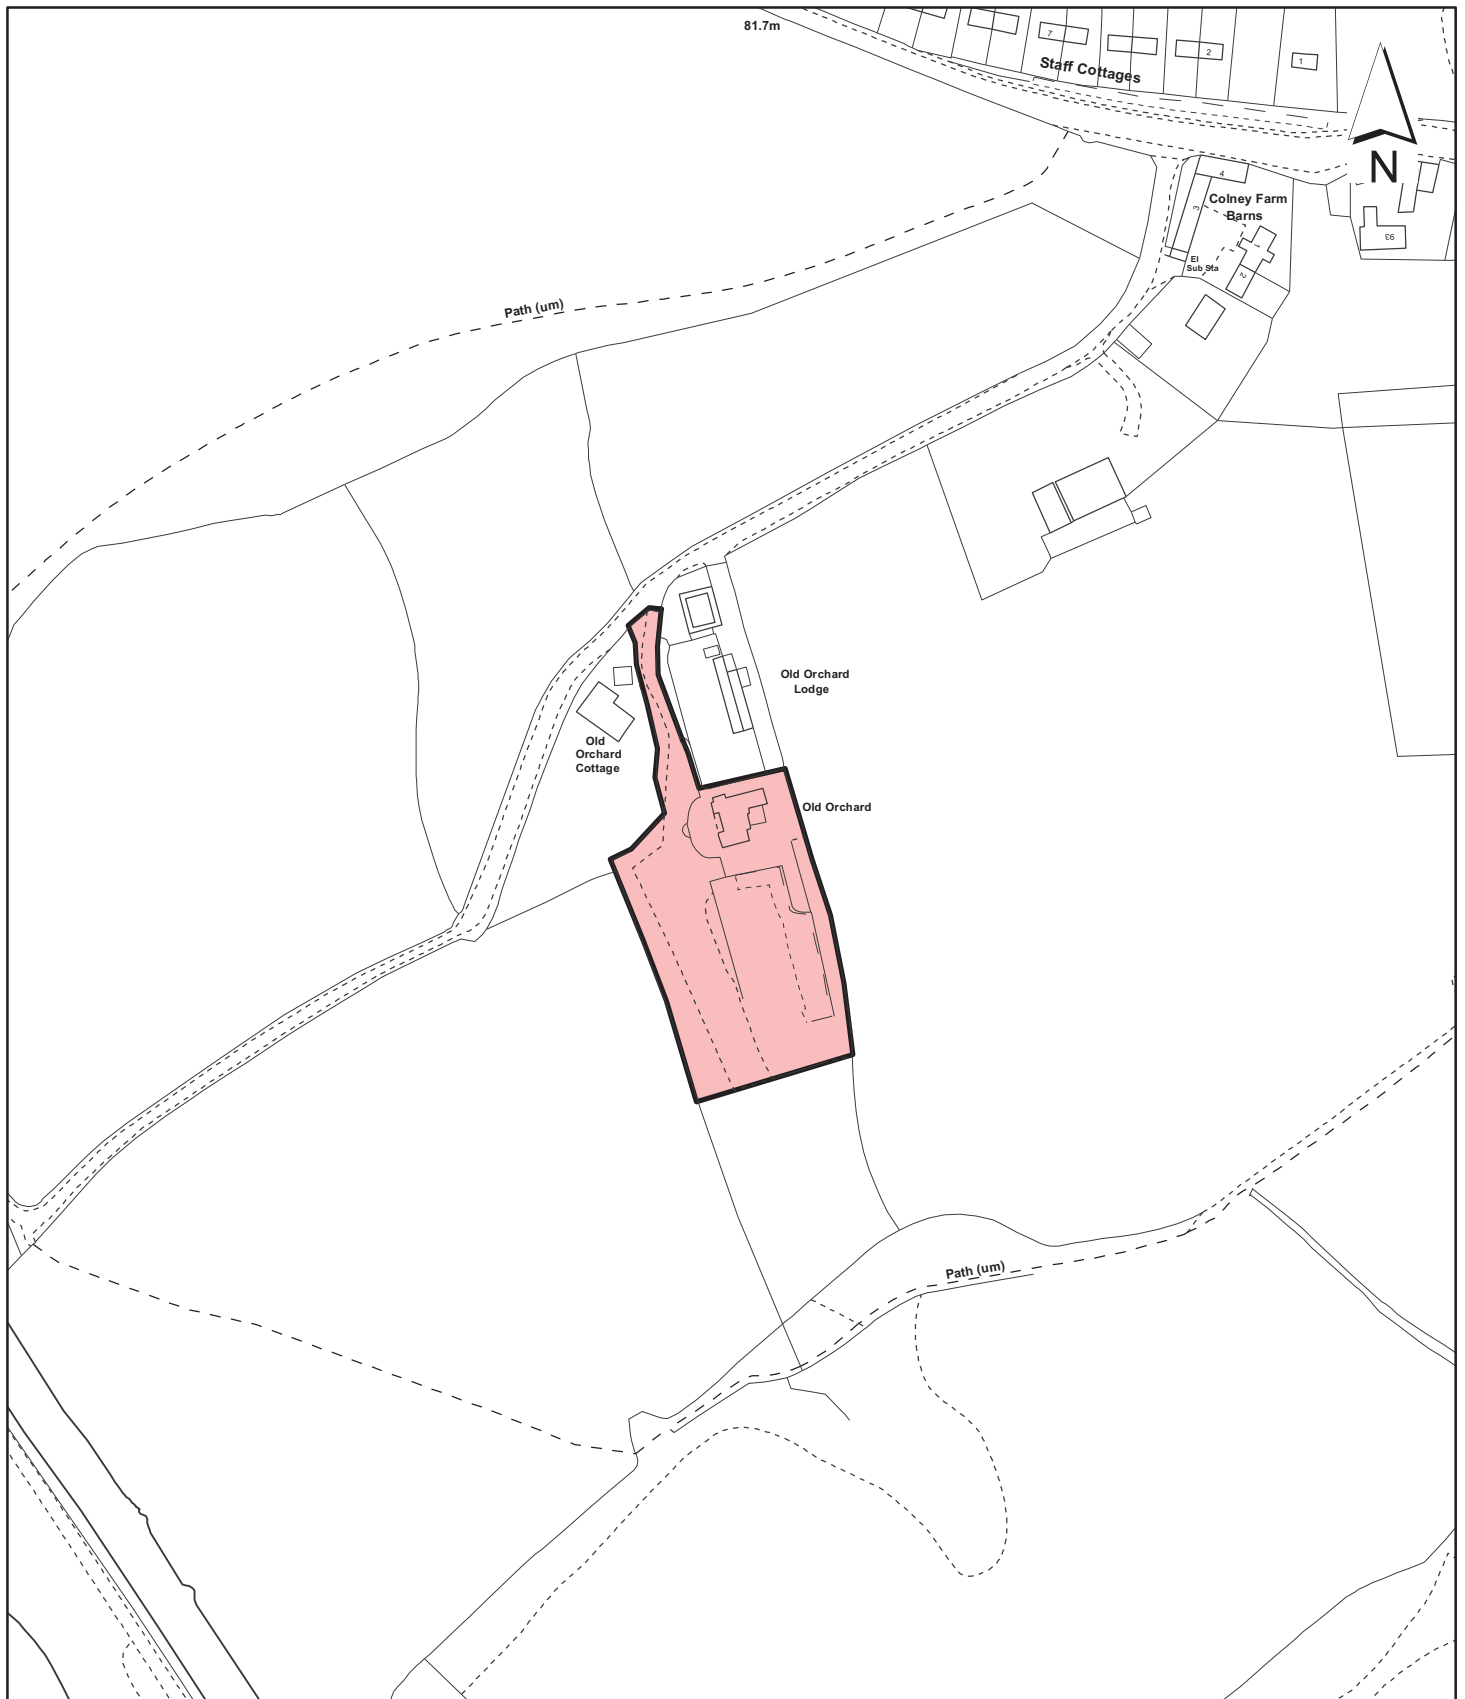 81.7m
7
2
1
Staff Cottages
N
4
3
Colney Farm
Barns
1
2
El
Sub Sta
93
Path (um)
Old Orchard
Lodge
Old
Orchard
Cottage
Old Orchard
Path (um)